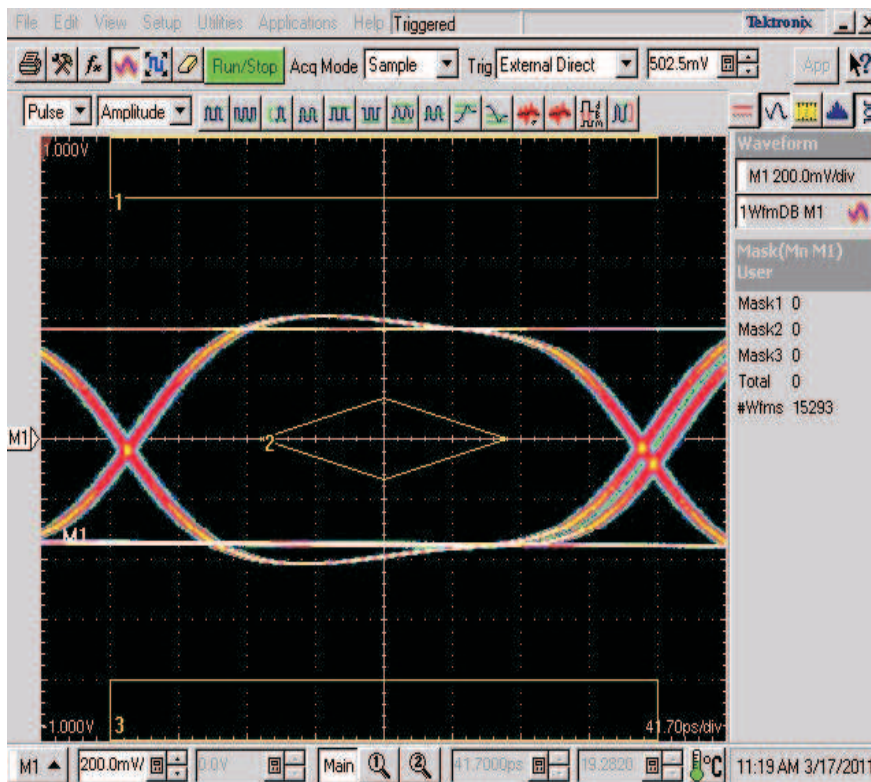 File Edit View Setup Utilities Applications Help Triggered Tektronix
Run/Stop Acq Mode Sample Trig External Direct 502.5mV App
Pulse Amplitude
1.000V
1
2
M1
M1
3
-1.000V
41.70ps/div
Waveform
M1 200.0mV/div
1WfmDB M1
Mask(Mn M1)
User
Mask1 0
Mask2 0
Mask3 0
Total 0
#Wfms 15293
M1 200.0mV/ 0.0V Main 1 2 41.7000ps 19.2820 °C 11:19 AM 3/17/2011